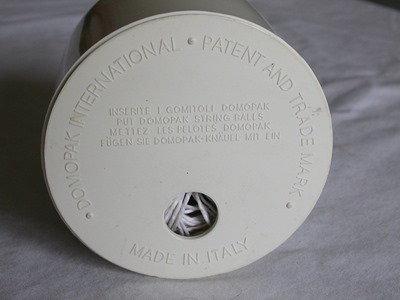 DOMOPAK INTERNATIONAL • PATENT AND TRADE MARK •
INSERITE I GOMITOLI DOMOPAK
PUT DOMOPAK STRING BALLS
METTEZ LES PELOTES DOMOPAK
FÜGEN SIE DOMOPAK-KNÄUEL MIT EIN
MADE IN ITALY